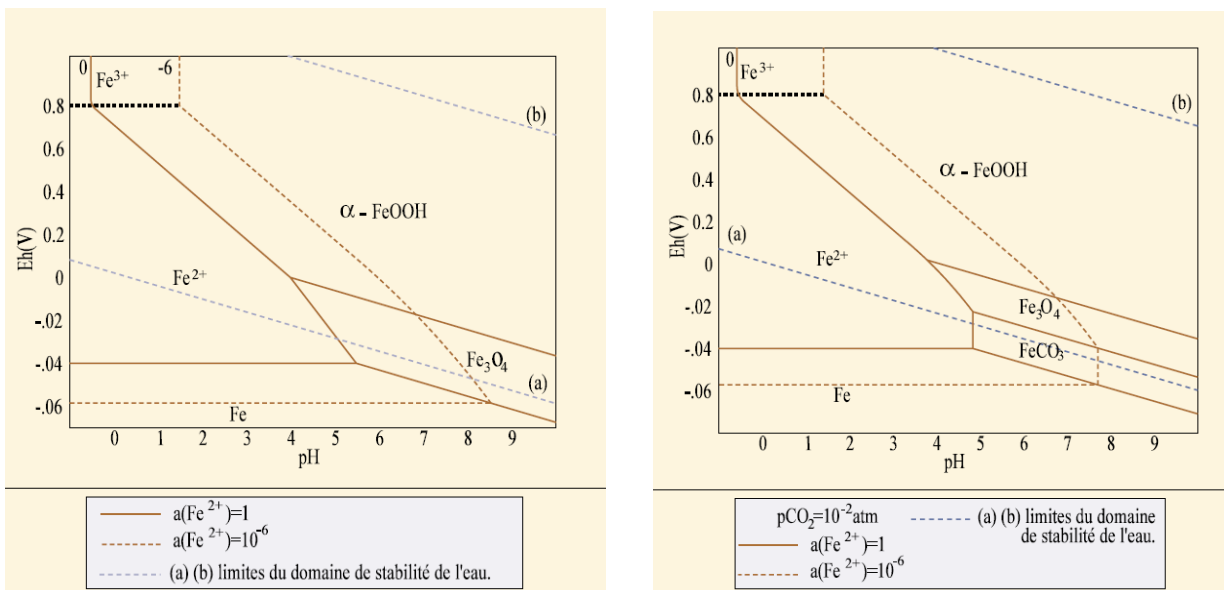 0
Fe3+
-6
0.8
(b)
0.6
0.4
α - FeOOH
0.2
Eh(V)
Fe2+
0
-.02
Fe3O4
-.04
(a)
-.06
Fe
0 1 2 3 4 5 6 7 8 9
pH
a(Fe 2+)=1
a(Fe 2+)=10-6
(a) (b) limites du domaine de stabilité de l'eau.
0
Fe3+
0.8
(b)
0.6
0.4
α - FeOOH
0.2
(a)
Eh(V)
Fe2+
0
Fe3O4
-.02
FeCO3
-.04
-.06
Fe
0 1 2 3 4 5 6 7 8 9
pH
pCO2=10-2atm
(a) (b) limites du domaine
de stabilité de l'eau.
a(Fe 2+)=1
a(Fe 2+)=10-6